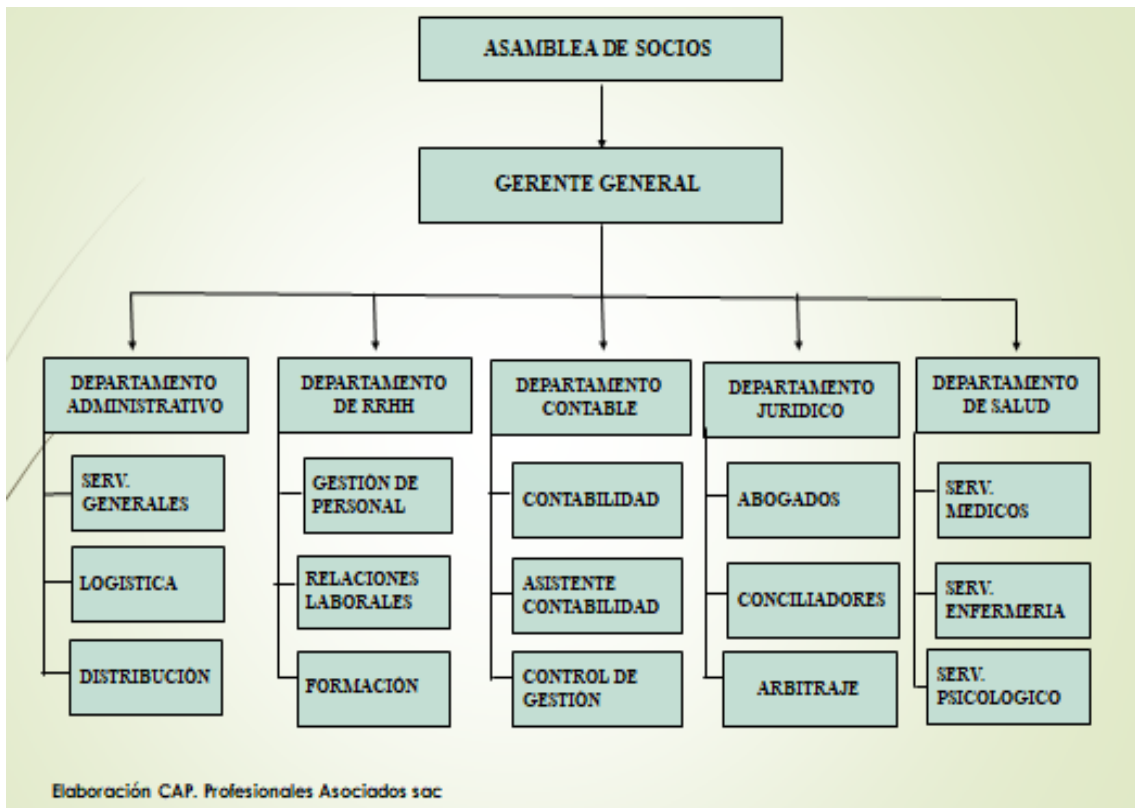 ASAMBLEA DE SOCIOS
GERENTE GENERAL
DEPARTAMENTO
ADMINISTRATIVO
SERV.
GENERALES
LOGISTICA
DISTRIBUCIÓN
DEPARTAMENTO
DE RRHH
GESTIÓN DE
PERSONAL
RELACIONES
LABORALES
FORMACIÓN
DEPARTAMENTO
CONTABLE
CONTABILIDAD
ASISTENTE
CONTABILIDAD
CONTROL DE
GESTIÓN
DEPARTAMENTO
JURIDICO
ABOGADOS
CONCILIADORES
ARBITRAJE
DEPARTAMENTO
DE SALUD
SERV.
MEDICOS
SERV.
ENFERMERIA
SERV.
PSICOLOGICO
Elaboración CAP. Profesionales Asociados sac